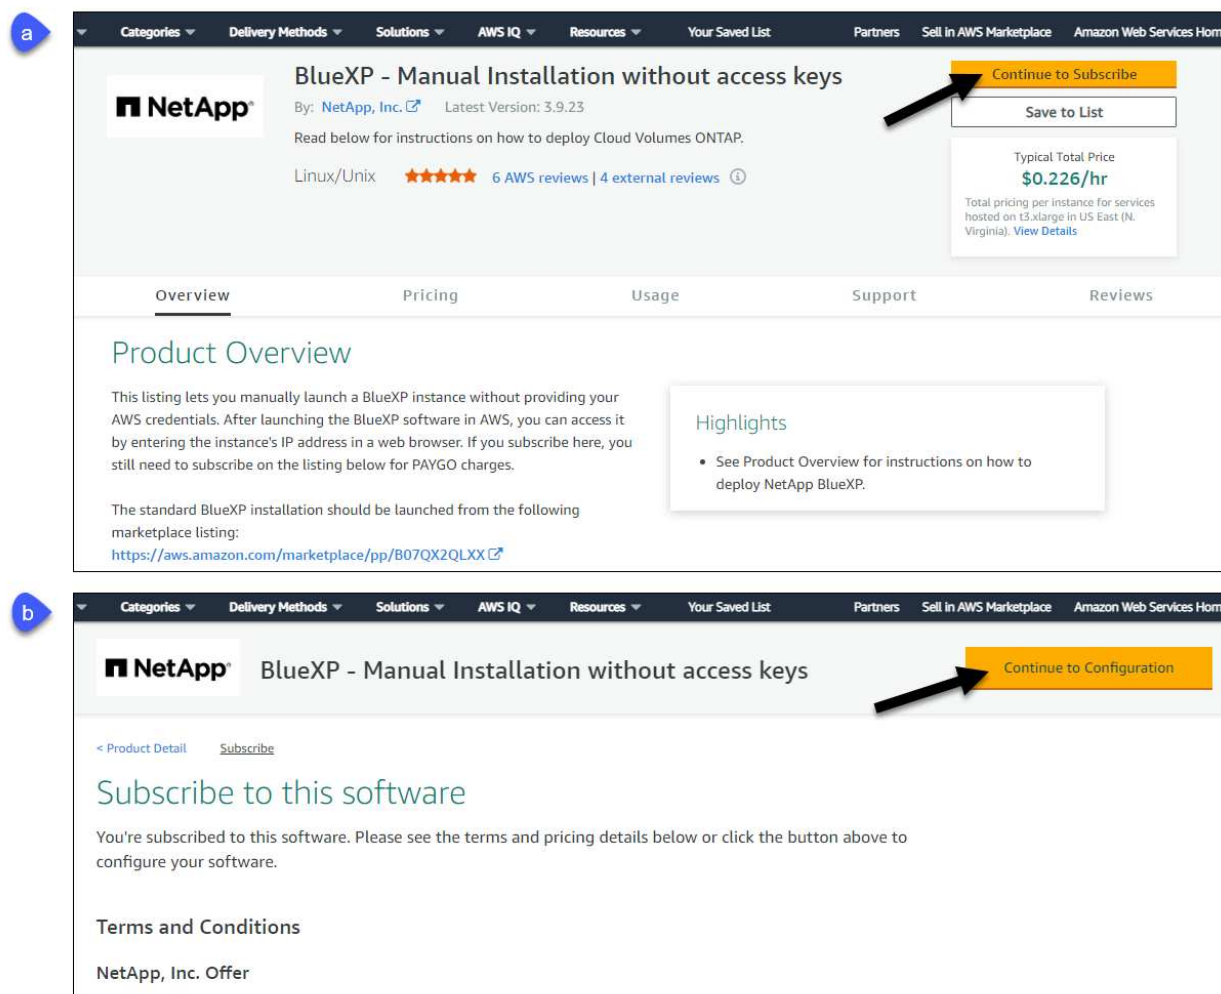 a
Categories Delivery Methods Solutions AWS IQ Resources Your Saved List Partners Sell in AWS Marketplace Amazon Web Services Hom
NetApp
BlueXP - Manual Installation without access keys
By: NetApp, Inc. Latest Version: 3.9.23
Read below for instructions on how to deploy Cloud Volumes ONTAP.
Linux/Unix 6 AWS reviews | 4 external reviews
Continue to Subscribe
Save to List
Typical Total Price
$0.226/hr
Total pricing per instance for services
hosted on t3.xlarge in US East (N.
Virginia). View Details
Overview Pricing Usage Support Reviews
Product Overview
This listing lets you manually launch a BlueXP instance without providing your
AWS credentials. After launching the BlueXP software in AWS, you can access it
by entering the instance's IP address in a web browser. If you subscribe here, you
still need to subscribe on the listing below for PAYGO charges.
The standard BlueXP installation should be launched from the following
marketplace listing:
https://aws.amazon.com/marketplace/pp/B07QX2QLXX
Highlights
• See Product Overview for instructions on how to
deploy NetApp BlueXP.
b
Categories Delivery Methods Solutions AWS IQ Resources Your Saved List Partners Sell in AWS Marketplace Amazon Web Services Hom
NetApp
BlueXP - Manual Installation without access keys
Continue to Configuration
< Product Detail Subscribe
Subscribe to this software
You're subscribed to this software. Please see the terms and pricing details below or click the button above to
configure your software.
Terms and Conditions
NetApp, Inc. Offer